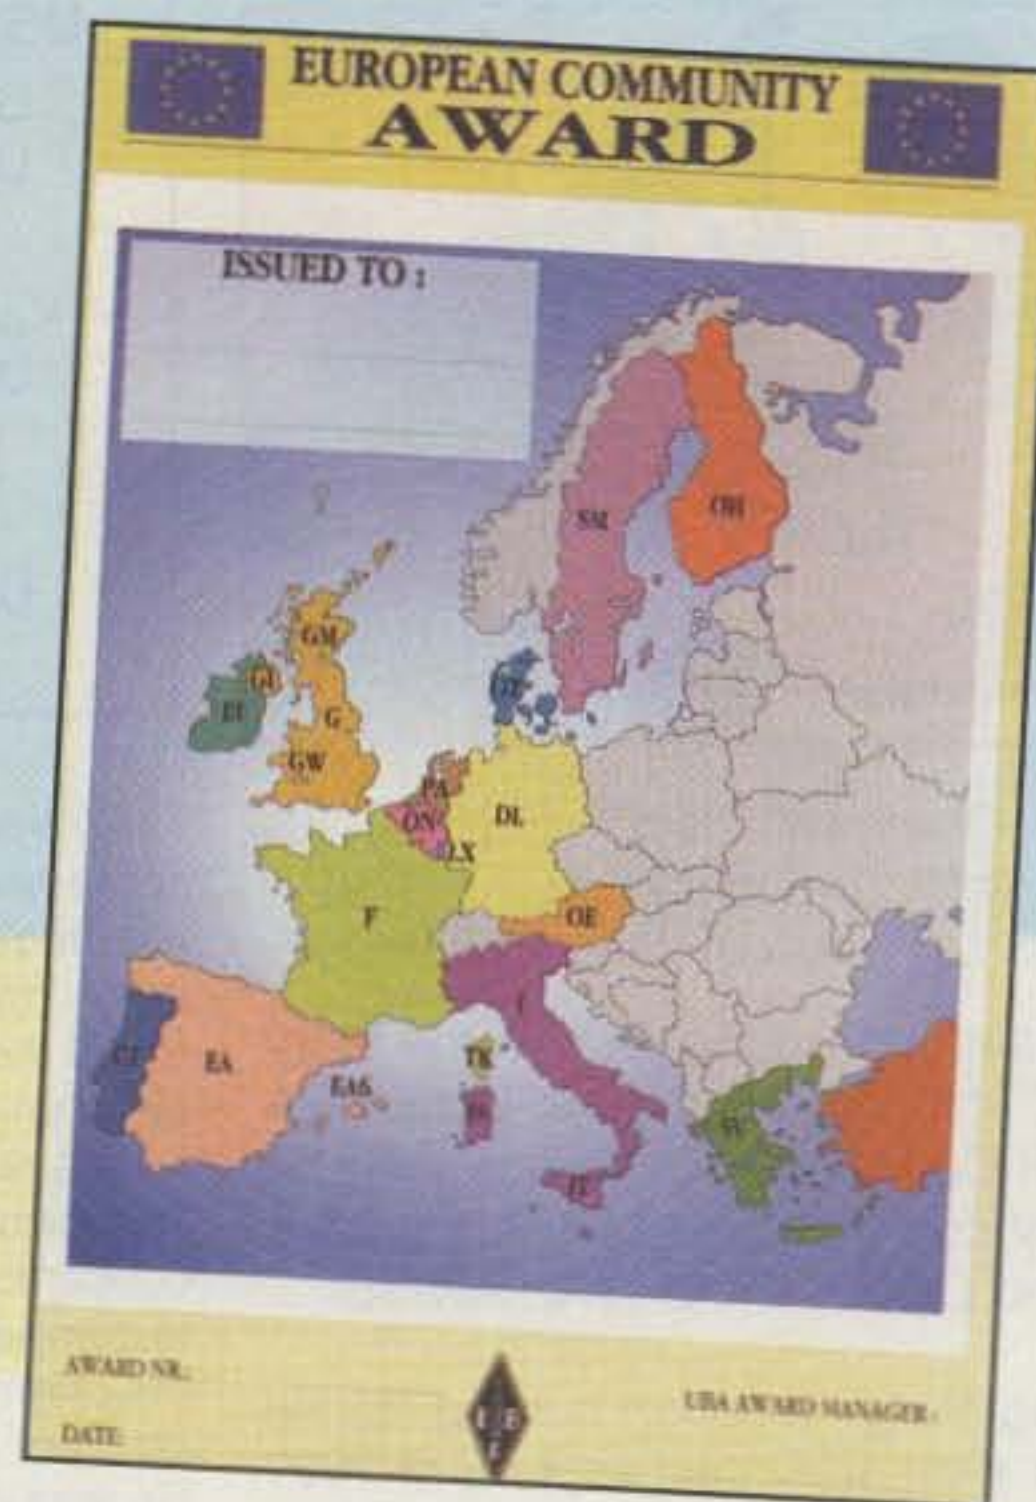 EUROPEAN COMMUNITY
AWARD
ISSUED TO :
SM
OH
GM
GI
EI
G
GW
PA
ON
DL
LX
F
OE
I
CT
EA
EA6
TK
IS
SV
IT
AWARD NR.:
UBA AWARD MANAGER :
DATE: